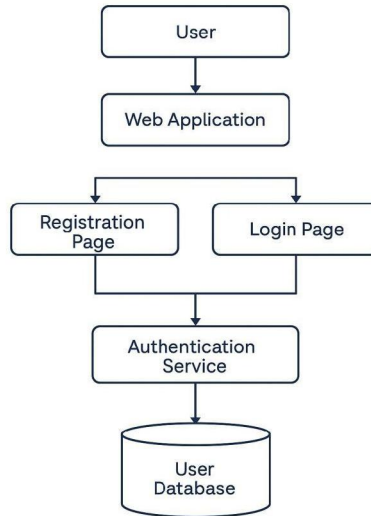 User
Web Application
Registration
Page
Login Page
Authentication
Service
User
Database